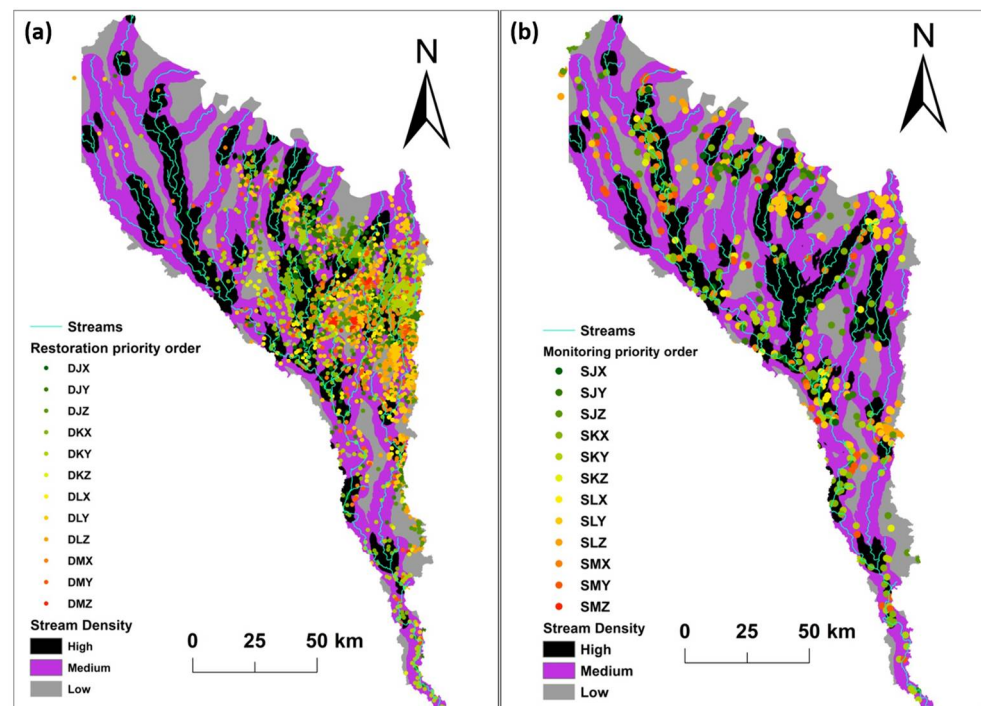 (a)
N
Streams
Restoration priority order
DJX
DJY
DJZ
DKX
DKY
DKZ
DLX
DLY
DLZ
DMX
DMY
DMZ
Stream Density
High
Medium
Low
0 25 50 km
(b)
N
Streams
Monitoring priority order
SJX
SJY
SJZ
SKX
SKY
SKZ
SLX
SLY
SLZ
SMX
SMY
SMZ
Stream Density
High
Medium
Low
0 25 50 km